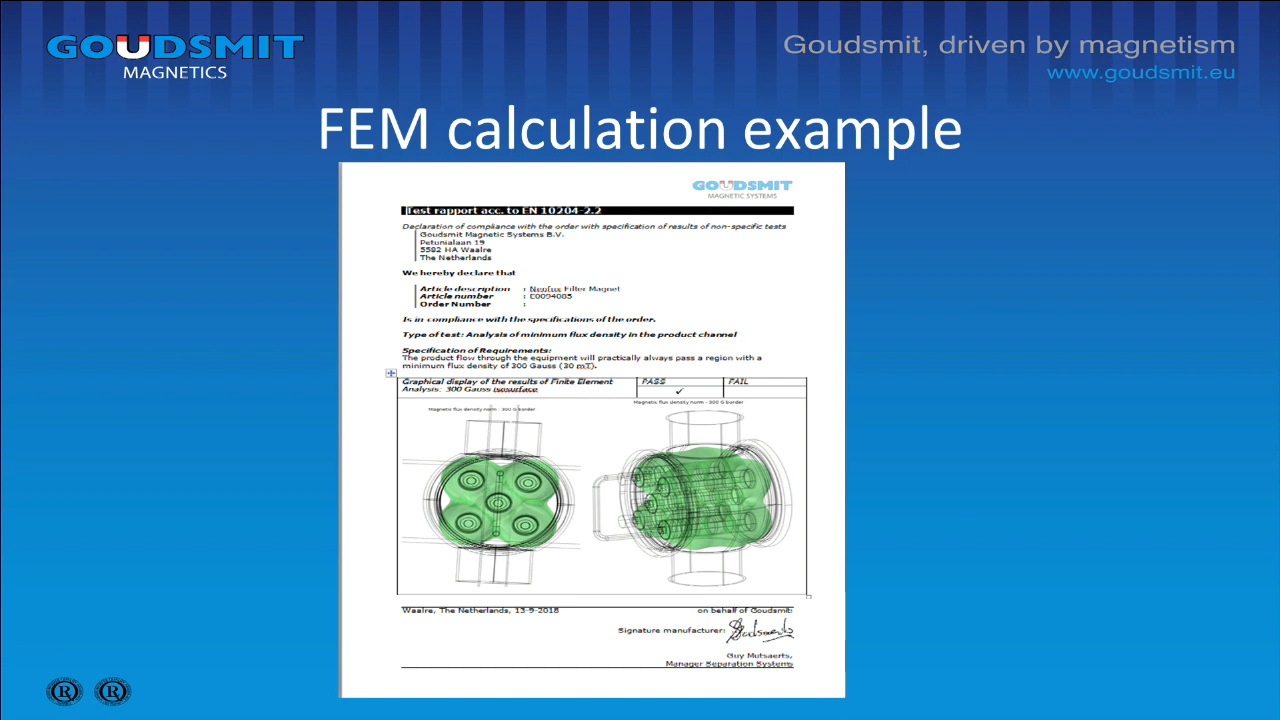 GOUDSMIT
MAGNETICS
Goudsmit, driven by magnetism
www.goudsmit.eu
FEM calculation example
GOUDSMIT
MAGNETIC SYSTEMS
Test rapport acc. to EN 10204-2.2
Declaration of compliance with the order with specification of results of non-specific tests
Goudsmit Magnetic Systems B.V.
Petunialaan 19
5582 HA Waalre
The Netherlands
We hereby declare that
Article description : Neoflux Filter Magnet
Article number : E0094085
Order Number :
Is in compliance with the specifications of the order.
Type of test: Analysis of minimum flux density in the product channel
Specification of Requirements:
The product flow through the equipment will practically always pass a region with a
minimum flux density of 300 Gauss (30 mT).
Graphical display of the results of Finite Element
Analysis: 300 Gauss isosurface
PASS
✓
FAIL
Magnetic flux density norm - 300 G border
Magnetic flux density norm - 300 G border
Waalre, The Netherlands, 13-9-2018
on behalf of Goudsmit:
Signature manufacturer:
Guy Mutsaerts,
Manager Separation Systems